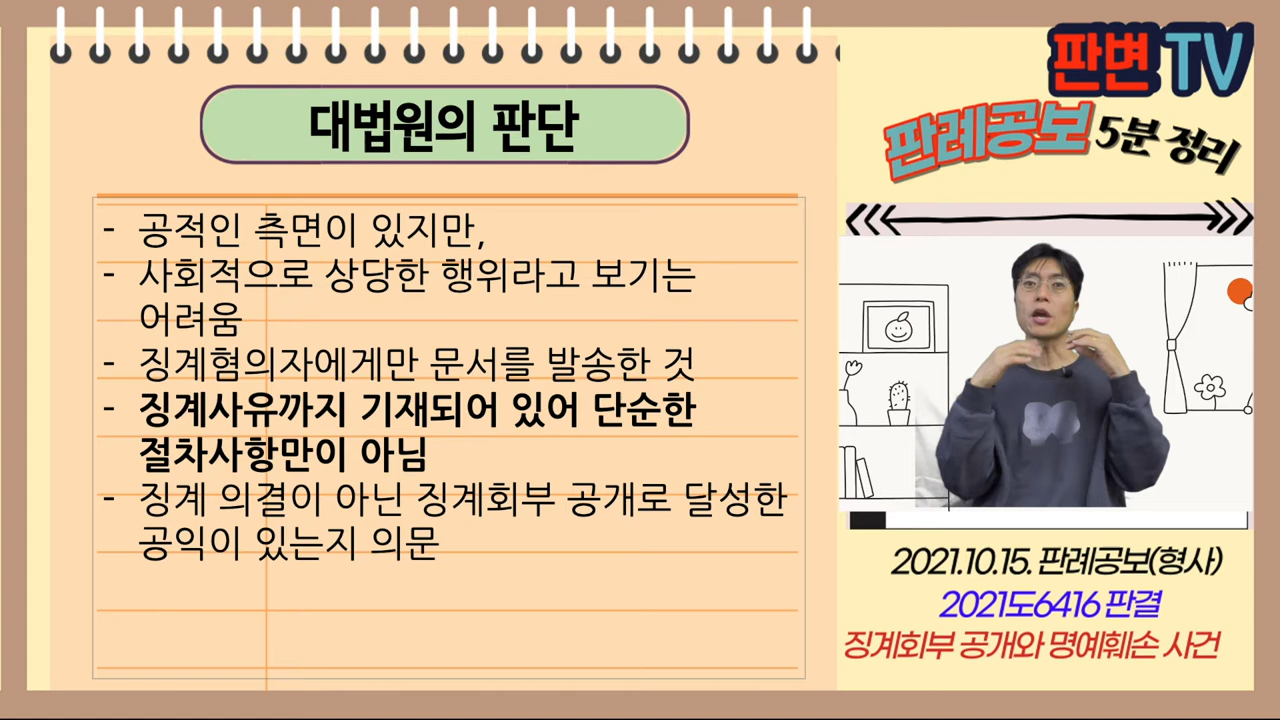 판변 TV
판례공보 5분 정리
대법원의 판단
- 공적인 측면이 있지만,
- 사회적으로 상당한 행위라고 보기는
어려움
- 징계혐의자에게만 문서를 발송한 것
- 징계사유까지 기재되어 있어 단순한
절차사항만이 아님
- 징계 의결이 아닌 징계회부 공개로 달성한
공익이 있는지 의문
2021.10.15. 판례공보(형사)
2021도6416 판결
징계회부 공개와 명예훼손 사건